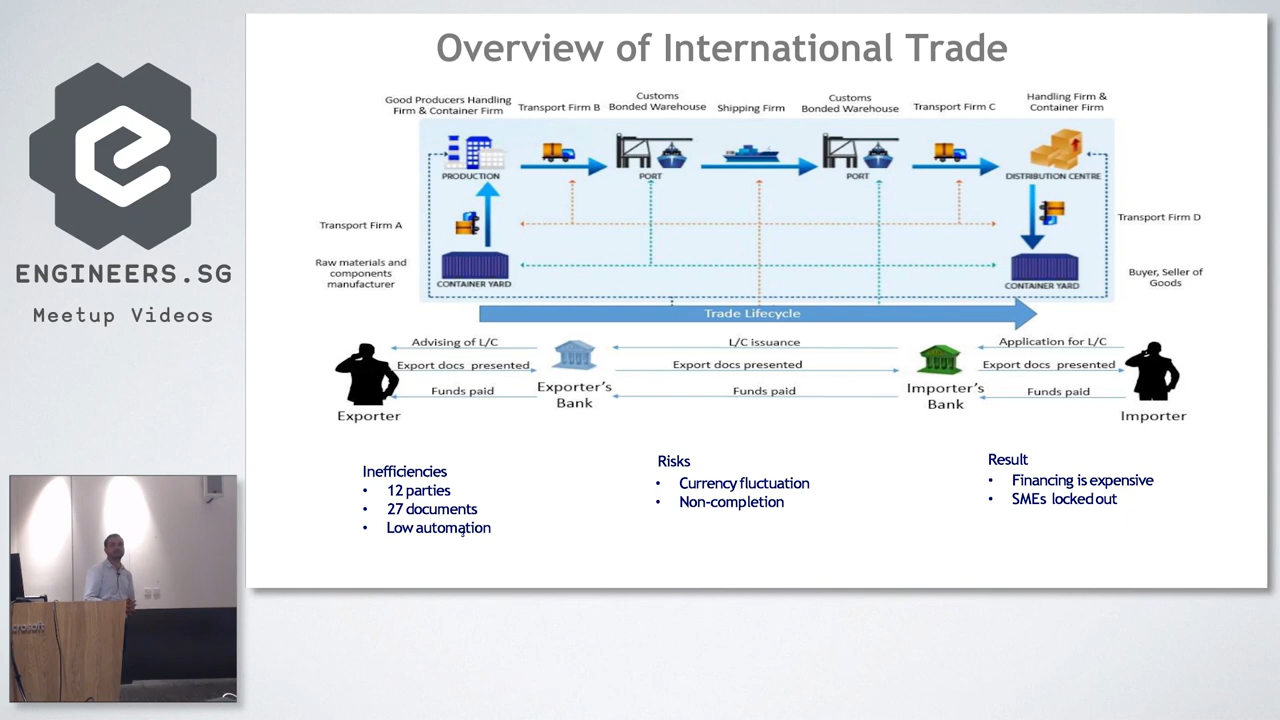 ENGINEERS.SG
Meetup Videos
Overview of International Trade
Good Producers Handling
Firm & Container Firm
Transport Firm B
Customs
Bonded Warehouse
Shipping Firm
Customs
Bonded Warehouse
Transport Firm C
Handling Firm &
Container Firm
PRODUCTION
PORT
PORT
DISTRIBUTION CENTRE
Transport Firm A
Transport Firm D
Raw materials and
components
manufacturer
CONTAINER YARD
CONTAINER YARD
Buyer, Seller of
Goods
Trade Lifecycle
Advising of L/C
L/C issuance
Application for L/C
Export docs presented
Export docs presented
Export docs presented
Funds paid
Funds paid
Funds paid
Exporter
Exporter's
Bank
Importer's
Bank
Importer
Inefficiencies
• 12 parties
• 27 documents
• Low automation
Risks
• Currency fluctuation
• Non-completion
Result
• Financing is expensive
• SMEs locked out